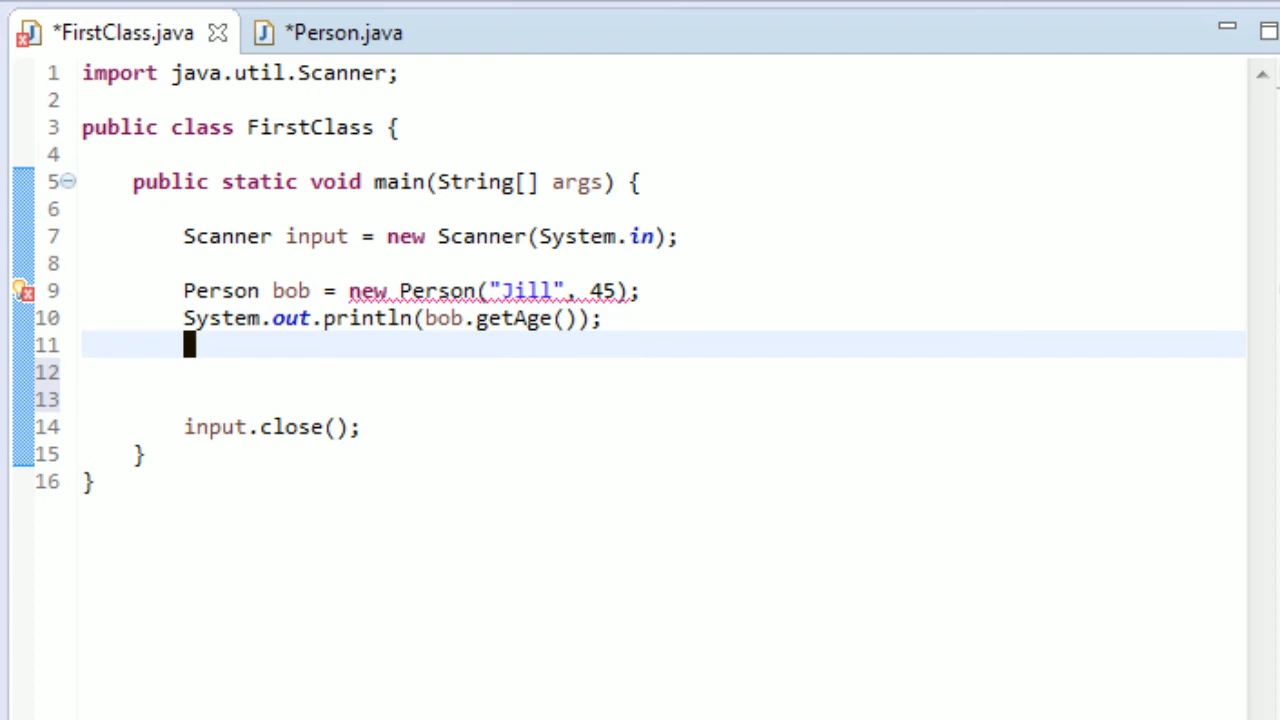 *FirstClass.java *Person.java
1 import java.util.Scanner;
2
3 public class FirstClass {
4
5 public static void main(String[] args) {
6
7 Scanner input = new Scanner(System.in);
8
9 Person bob = new Person("Jill", 45);
10 System.out.println(bob.getAge());
11
12
13
14 input.close();
15 }
16 }